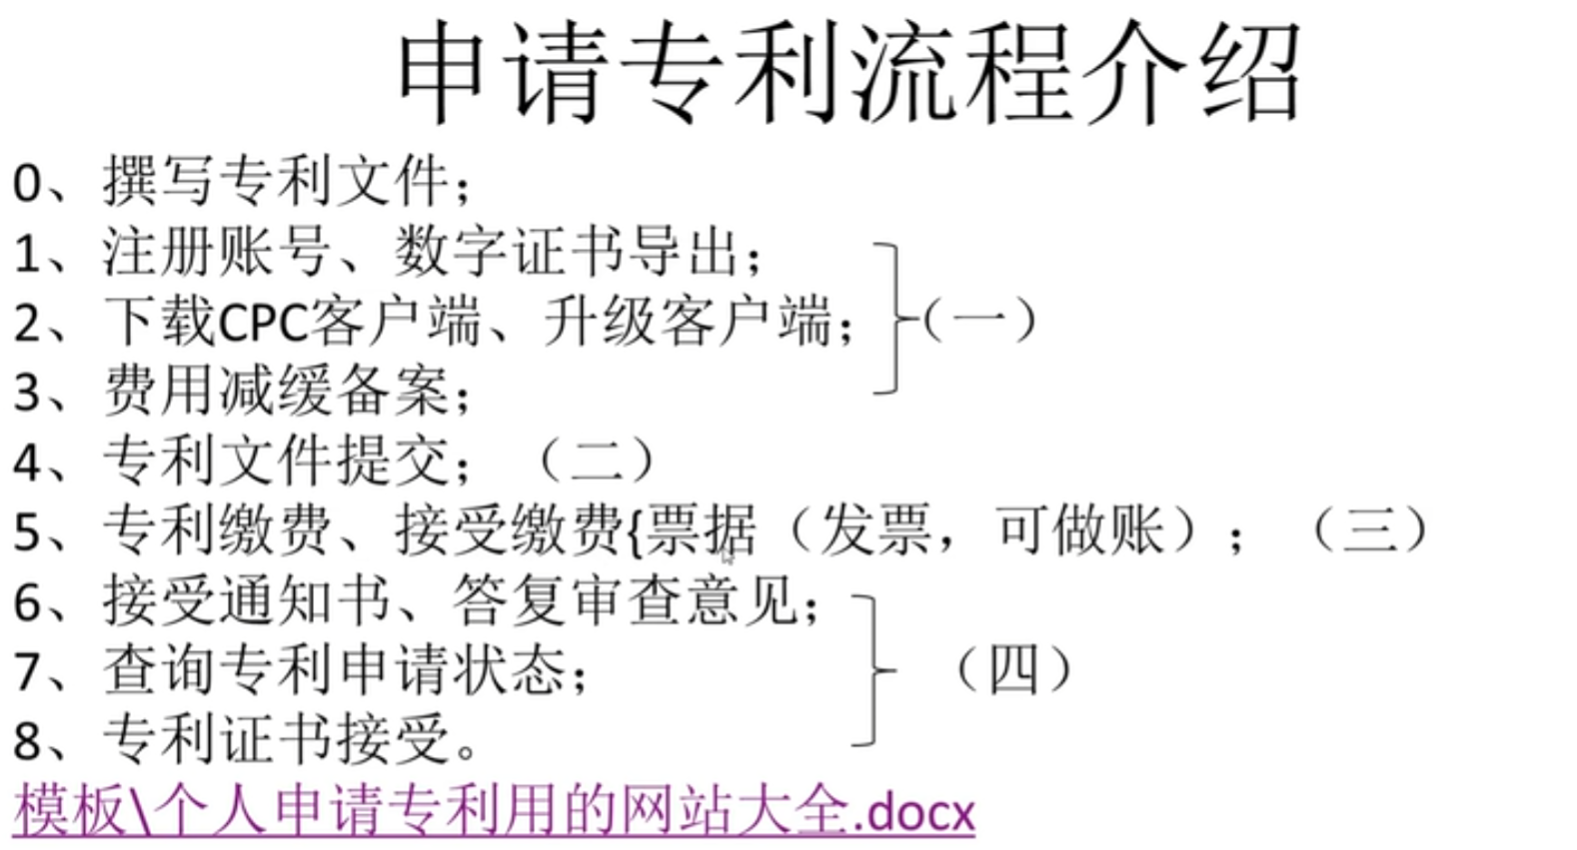 申请专利流程介绍
0、撰写专利文件；
1、注册账号、数字证书导出；
2、下载CPC客户端、升级客户端；（一）
3、费用减缓备案；
4、专利文件提交；（二）
5、专利缴费、接受缴费{票据（发票，可做账）；（三）
6、接受通知书、答复审查意见；
7、查询专利申请状态；（四）
8、专利证书接受。
模板\个人申请专利用的网站大全.docx